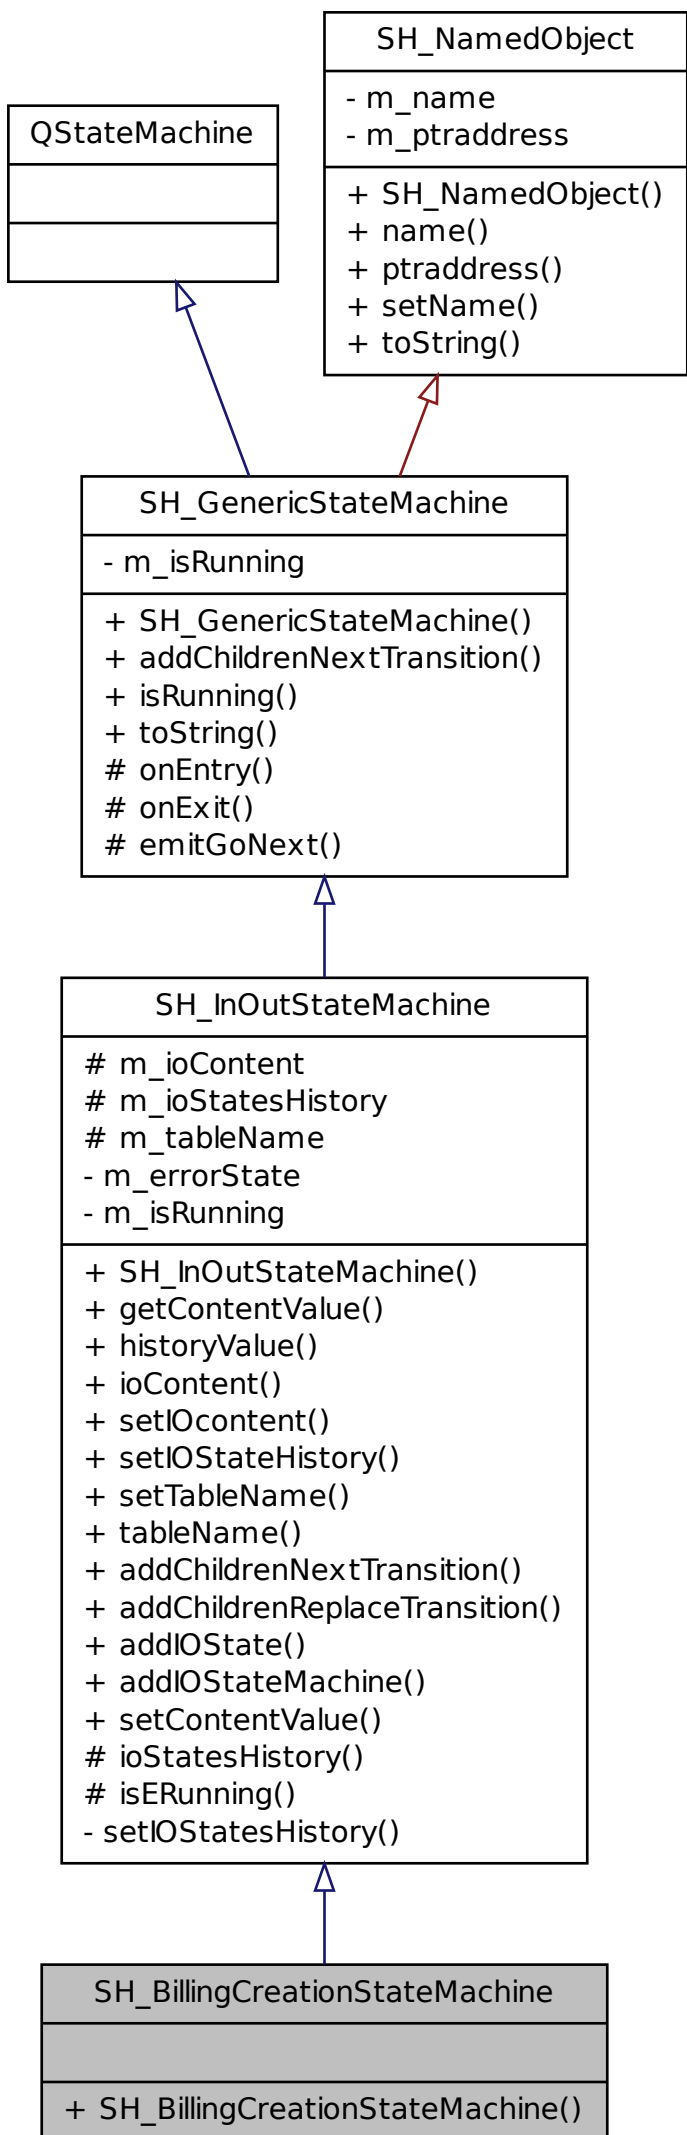 SH_NamedObject
- m_name
- m_ptraddress
+ SH_NamedObject()
+ name()
+ ptraddress()
+ setName()
+ toString()
QStateMachine
SH_GenericStateMachine
- m_isRunning
+ SH_GenericStateMachine()
+ addChildrenNextTransition()
+ isRunning()
+ toString()
# onEntry()
# onExit()
# emitGoNext()
SH_InOutStateMachine
# m_ioContent
# m_ioStatesHistory
# m_tableName
- m_errorState
- m_isRunning
+ SH_InOutStateMachine()
+ getContentValue()
+ historyValue()
+ ioContent()
+ setIOcontent()
+ setIOStateHistory()
+ setTableName()
+ tableName()
+ addChildrenNextTransition()
+ addChildrenReplaceTransition()
+ addIOState()
+ addIOStateMachine()
+ setContentValue()
# ioStatesHistory()
# isERunning()
- setIOStatesHistory()
SH_BillingCreationStateMachine
+ SH_BillingCreationStateMachine()